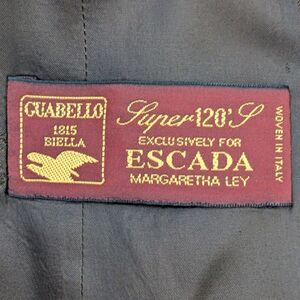 GUABELLO
1815
BIELLA
Super 120'S
EXCLUSIVELY FOR
ESCADA
MARGARETHA LEY
WOVEN IN ITALY